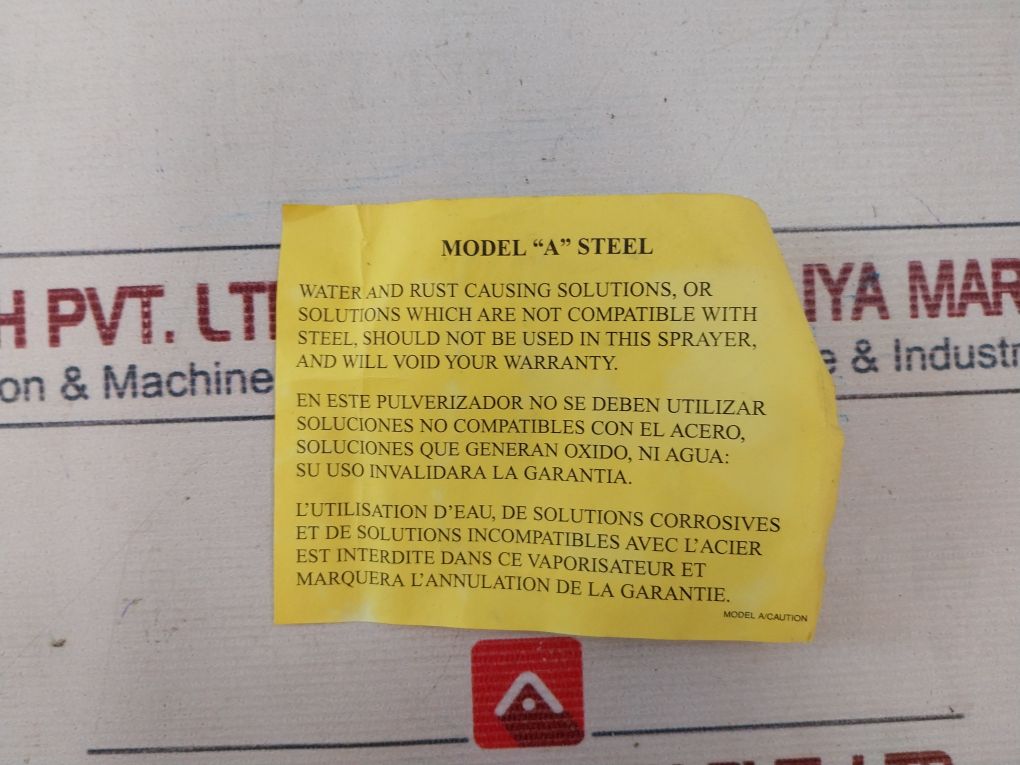 MODEL “A” STEEL
WATER AND RUST CAUSING SOLUTIONS, OR
SOLUTIONS WHICH ARE NOT COMPATIBLE WITH
STEEL, SHOULD NOT BE USED IN THIS SPRAYER,
AND WILL VOID YOUR WARRANTY.
EN ESTE PULVERIZADOR NO SE DEBEN UTILIZAR
SOLUCIONES NO COMPATIBLES CON EL ACERO,
SOLUCIONES QUE GENERAN OXIDO, NI AGUA:
SU USO INVALIDARA LA GARANTIA.
L’UTILISATION D’EAU, DE SOLUTIONS CORROSIVES
ET DE SOLUTIONS INCOMPATIBLES AVEC L’ACIER
EST INTERDITE DANS CE VAPORISATEUR ET
MARQUERA L’ANNULATION DE LA GARANTIE.
MODEL A/CAUTION
H PVT. LT
on & Machine
IYA MAR
e & Industr